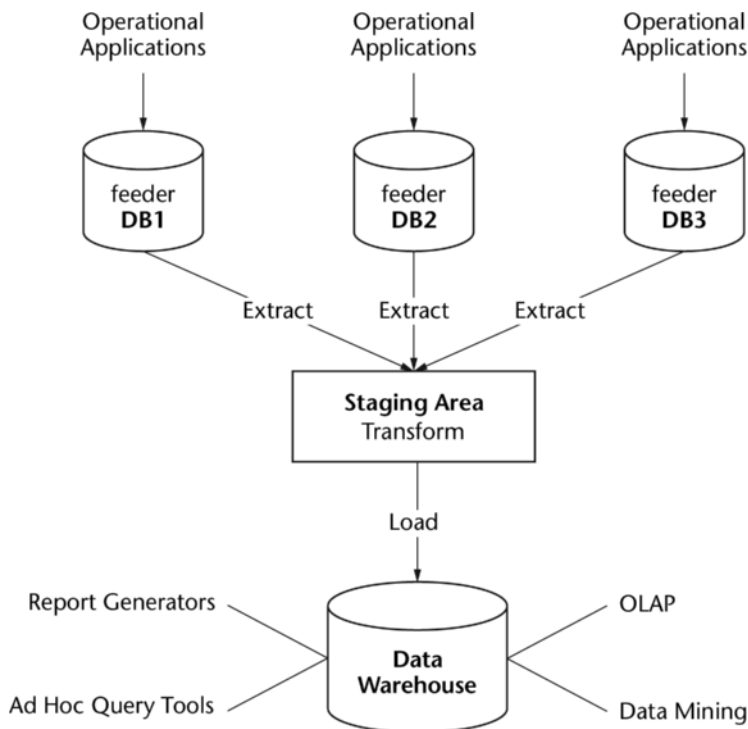 Operational
Applications
Operational
Applications
Operational
Applications
feeder
DB1
feeder
DB2
feeder
DB3
Extract
Extract
Extract
Staging Area
Transform
Load
Report Generators
OLAP
Data
Warehouse
Ad Hoc Query Tools
Data Mining